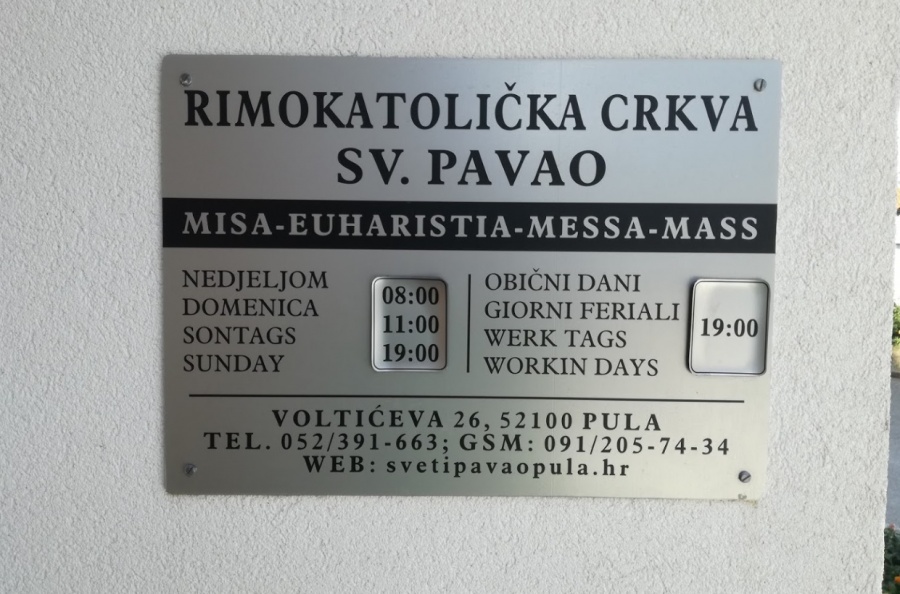 RIMOKATOLIČKA CRKVA
SV. PAVAO
MISA-EUHARISTIA-MESSA-MASS
NEDJELJOM
DOMENICA
SONTAGS
SUNDAY
08:00
11:00
19:00
OBIČNI DANI
GIORNI FERIALI
WERK TAGS
WORKIN DAYS
19:00
VOLTIĆEVA 26, 52100 PULA
TEL. 052/391-663; GSM: 091/205-74-34
WEB: svetipavaopula.hr